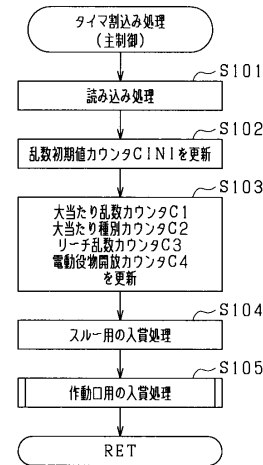 タイマ割込み処理
(主制御)
S101
読み込み処理
S102
乱数初期値カウンタCINIを更新
S103
大当たり乱数カウンタC1
大当たり種別カウンタC2
リーチ乱数カウンタC3
電動役物開放カウンタC4
を更新
S104
スルー用の入賞処理
S105
作動口用の入賞処理
RET